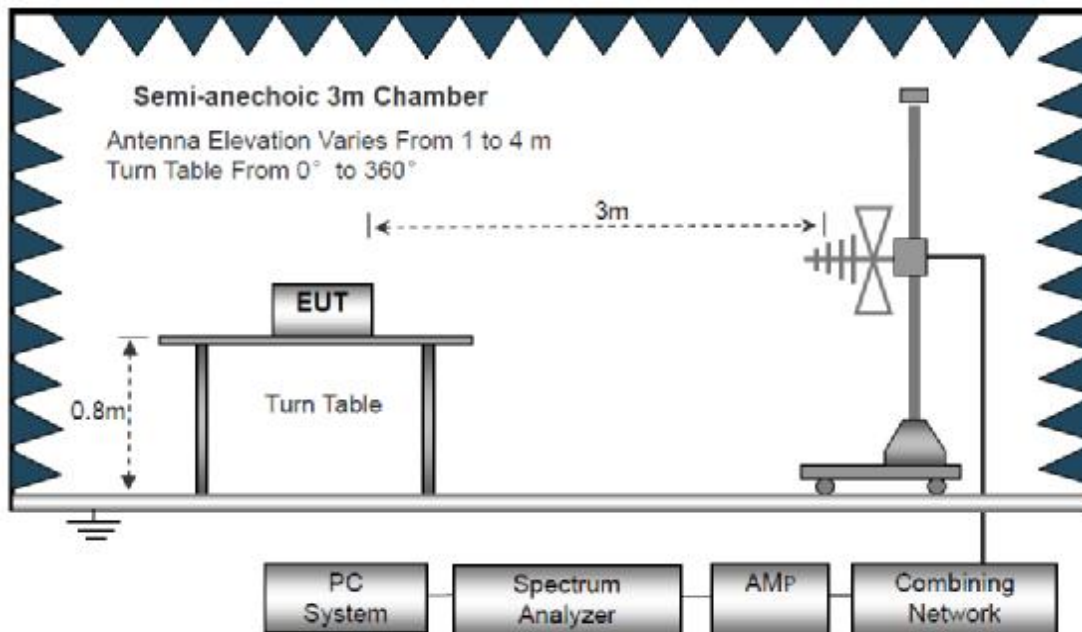 Semi-anechoic 3m Chamber
Antenna Elevation Varies From 1 to 4 m
Turn Table From 0° to 360°
3m
EUT
0.8m
Turn Table
PC
System
Spectrum
Analyzer
AMP
Combining
Network